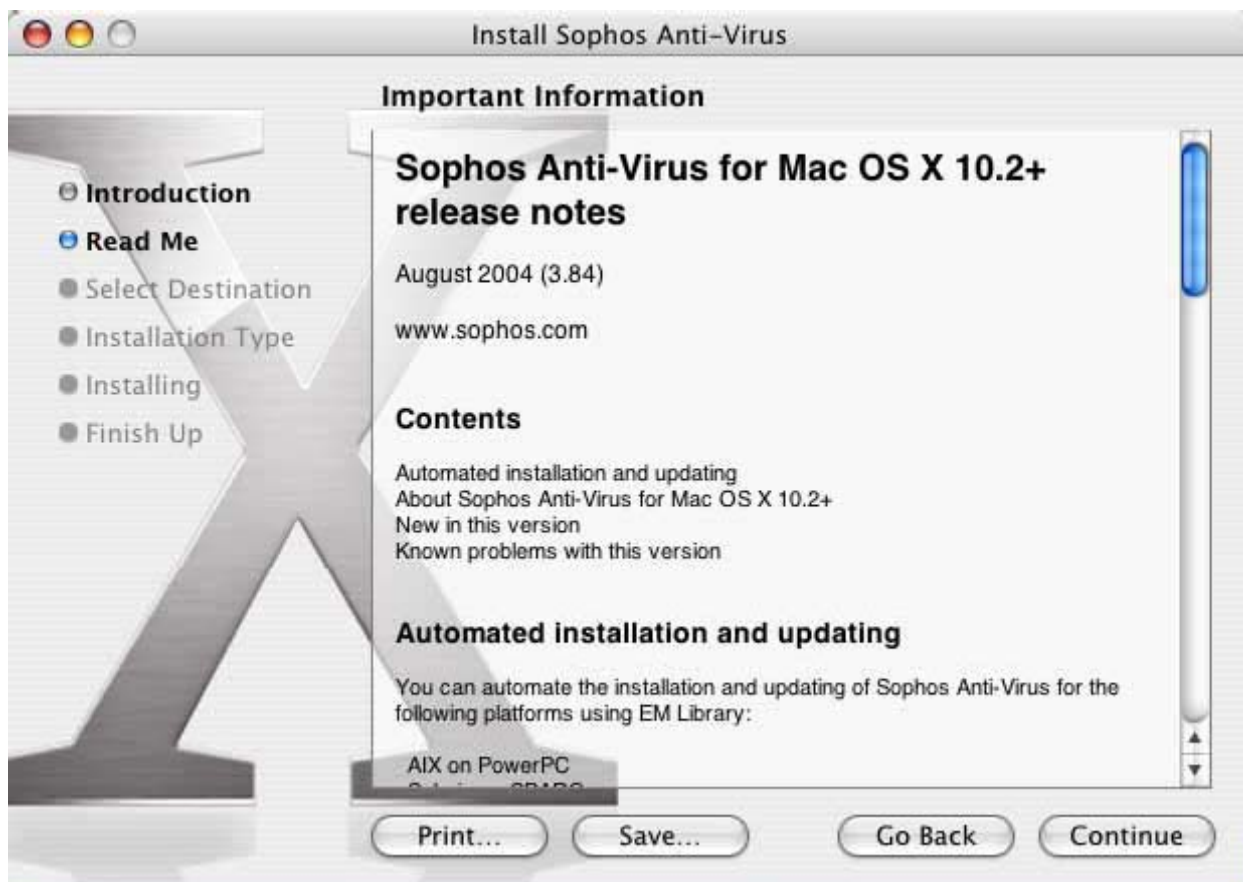 Install Sophos Anti-Virus
Important Information
Introduction
Read Me
Select Destination
Installation Type
Installing
Finish Up
Sophos Anti-Virus for Mac OS X 10.2+
release notes
August 2004 (3.84)
www.sophos.com
Contents
Automated installation and updating
About Sophos Anti-Virus for Mac OS X 10.2+
New in this version
Known problems with this version
Automated installation and updating
You can automate the installation and updating of Sophos Anti-Virus for the
following platforms using EM Library:
AIX on PowerPC
Print...
Save...
Go Back
Continue